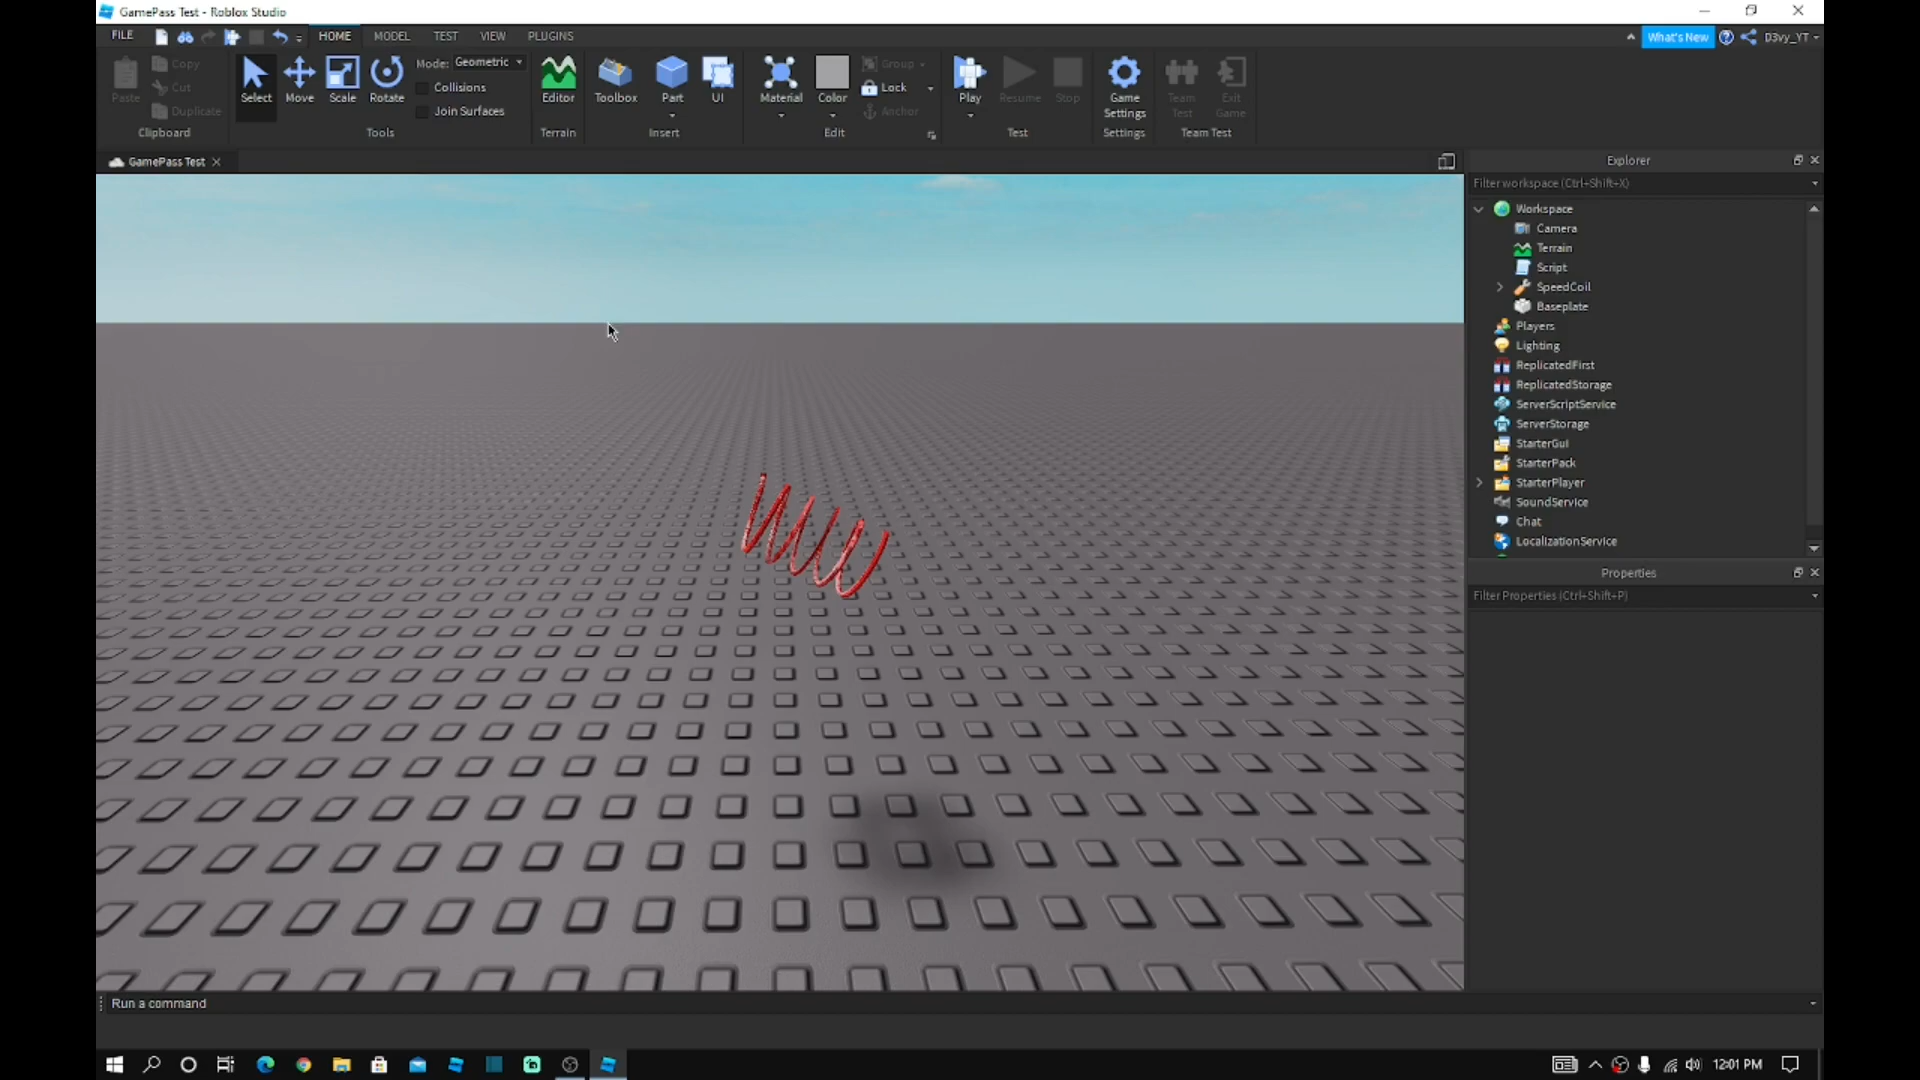 GamePass Test - Roblox Studio
FILE HOME MODEL TEST VIEW PLUGINS What's New D3vy_YT
Paste Copy Cut Duplicate Clipboard
Select Move Scale Rotate Mode: Geometric Collisions Join Surfaces Tools
Editor Terrain
Toolbox Part UI Insert
Material Color Group Lock Anchor Edit
Play Resume Stop Test
Game Settings Settings
Team Test Exit Game Team Test
GamePass Test
Explorer
Filter workspace (Ctrl+Shift+X)
Workspace
Camera
Terrain
Script
SpeedCoil
Baseplate
Players
Lighting
ReplicatedFirst
ReplicatedStorage
ServerScriptService
ServerStorage
StarterGui
StarterPack
StarterPlayer
SoundService
Chat
LocalizationService
Properties
Filter Properties (Ctrl+Shift+P)
Run a command
12:01 PM